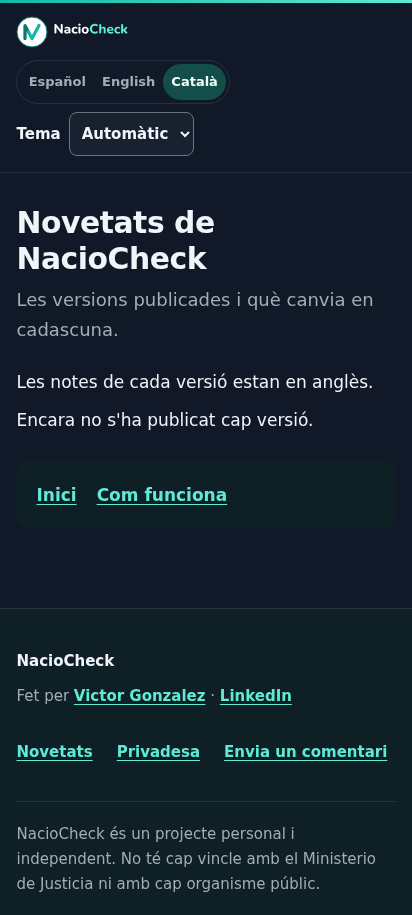 NacioCheck
Español English Català
Tema Automàtic
Novetats de
NacioCheck
Les versions publicades i què canvia en
cadascuna.
Les notes de cada versió estan en anglès.
Encara no s'ha publicat cap versió.
Inici Com funciona
NacioCheck
Fet per Victor Gonzalez · LinkedIn
Novetats Privadesa Envia un comentari
NacioCheck és un projecte personal i
independent. No té cap vincle amb el Ministerio
de Justicia ni amb cap organisme públic.